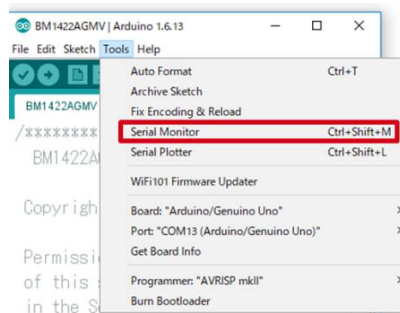 BM1422AGMV | Arduino 1.6.13
File Edit Sketch Tools Help
BM1422AGMV
Auto Format Ctrl+T
Archive Sketch
Fix Encoding & Reload
Serial Monitor Ctrl+Shift+M
Serial Plotter Ctrl+Shift+L
WiFi101 Firmware Updater
Board: "Arduino/Genuino Uno"
Port: "COM13 (Arduino/Genuino Uno)"
Get Board Info
Programmer: "AVRISP mkII"
Burn Bootloader
/********
BM1422A
Copyrigh
Permissi
of this
in the S